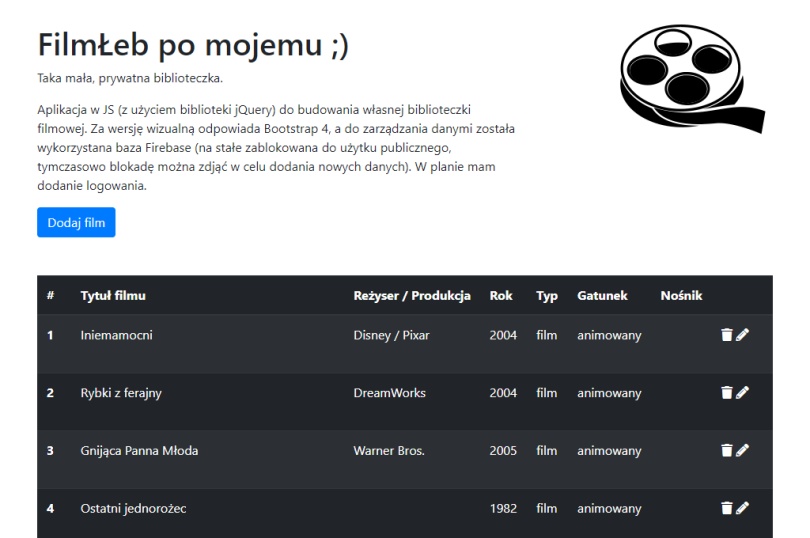 FilmŁeb po mojemu ;)
Taka mała, prywatna biblioteczka.
Aplikacja w JS (z użyciem biblioteki jQuery) do budowania własnej biblioteczki
filmowej. Za wersję wizualną odpowiada Bootstrap 4, a do zarządzania danymi została
wykorzystana baza Firebase (na stałe zablokowana do użytku publicznego,
tymczasowo blokadę można zdjąć w celu dodania nowych danych). W planie mam
dodanie logowania.
Dodaj film
# Tytuł filmu Reżyser / Produkcja Rok Typ Gatunek Nośnik
1 Iniemamocni Disney / Pixar 2004 film animowany
2 Rybki z ferajny DreamWorks 2004 film animowany
3 Gnijąca Panna Młoda Warner Bros. 2005 film animowany
4 Ostatni jednorożec 1982 film animowany